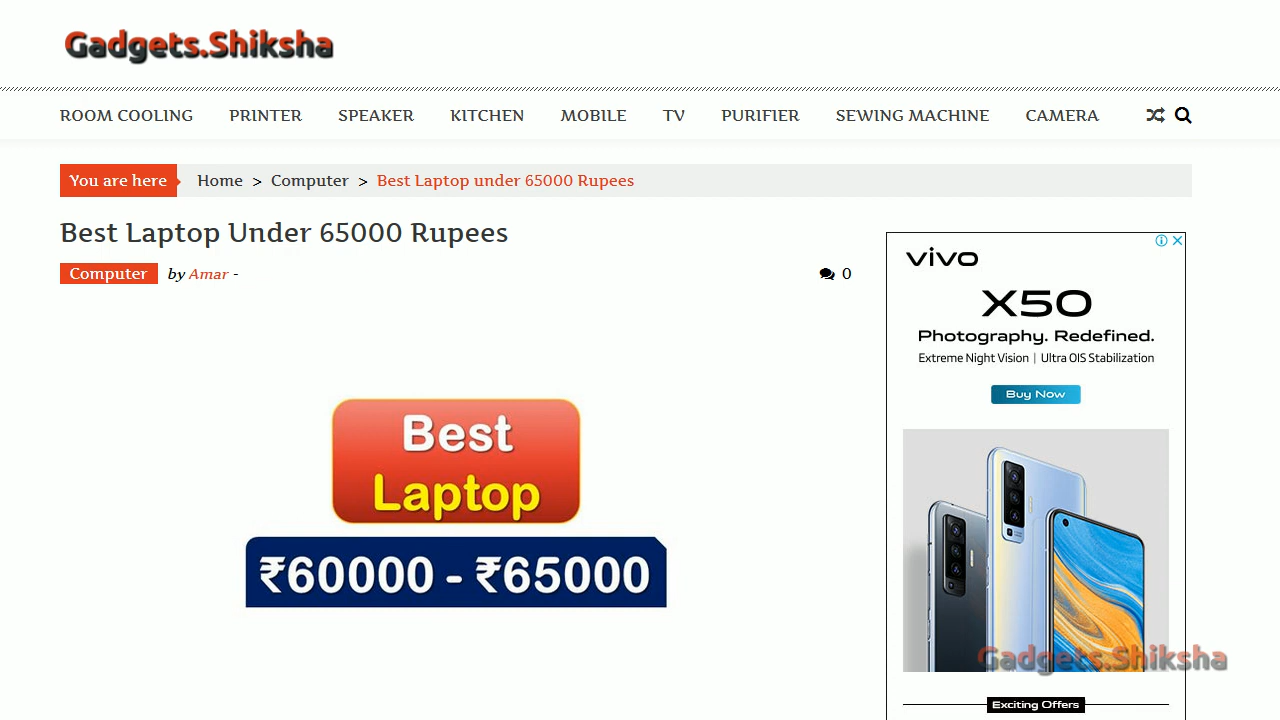 Gadgets.Shiksha
ROOM COOLING PRINTER SPEAKER KITCHEN MOBILE TV PURIFIER SEWING MACHINE CAMERA
You are here Home > Computer > Best Laptop under 65000 Rupees
Best Laptop Under 65000 Rupees
Computer by Amar - 0
Best
Laptop
₹60000 - ₹65000
vivo
X50
Photography. Redefined.
Extreme Night Vision | Ultra OIS Stabilization
Buy Now
Gadgets.Shiksha
Exciting Offers